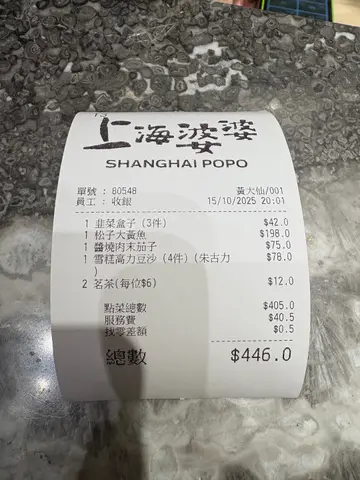 上海婆婆
SHANGHAI POPO
單號 : 80548 黃大仙/001
員工 : 收銀 15/10/2025 20:01
1 韭菜盒子 (3件) $42.0
1 松子大黃魚 $198.0
1 醬燒肉末茄子 $75.0
1 雪糕高力豆沙 (4件) (朱古力 $78.0
)
2 茗茶(每位$6) $12.0
點菜總數 $405.0
服務費 $40.5
找零差額 $0.5
總數 $446.0